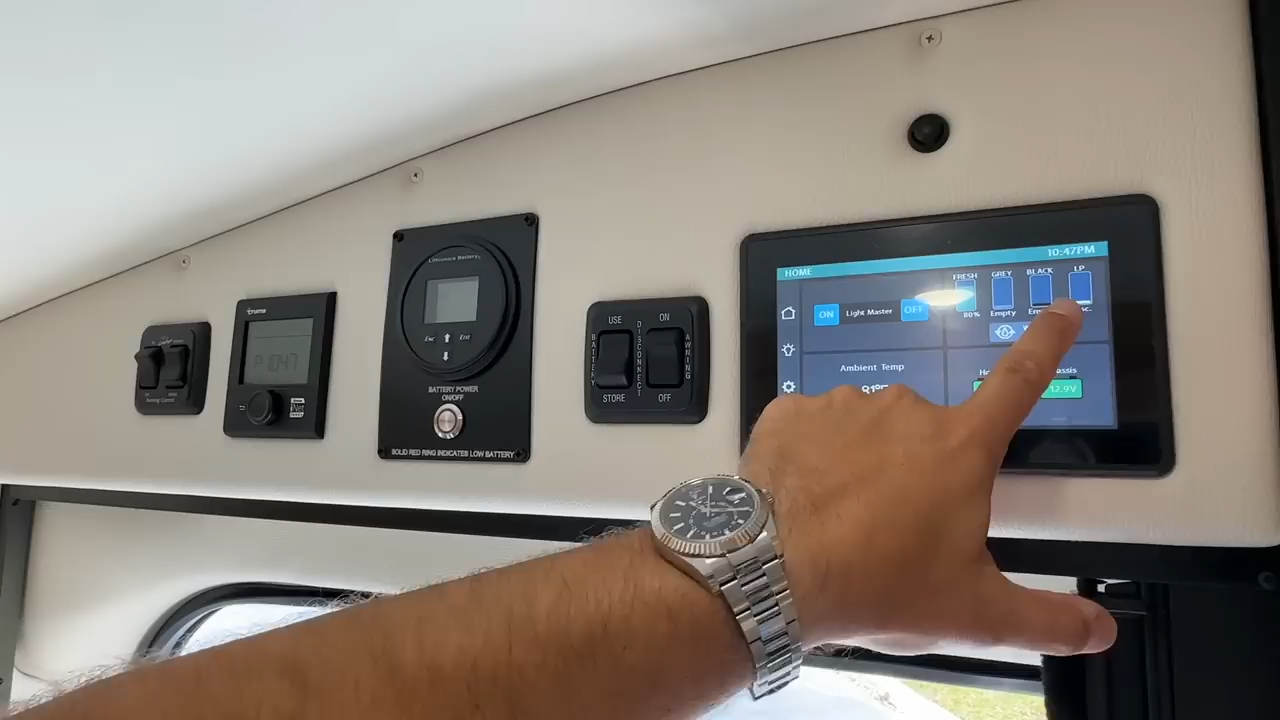 truma
P 1047
iNet
Lithionics Battery
Esc
Ent
BATTERY POWER
ON/OFF
SOLID RED RING INDICATES LOW BATTERY
USE
BATTERY
STORE
DISCONNECT
ON
AWNING
OFF
HOME
10:47PM
ON
Light Master
OFF
FRESH
80%
GREY
Empty
BLACK
LP
Ambient Temp
12.9V